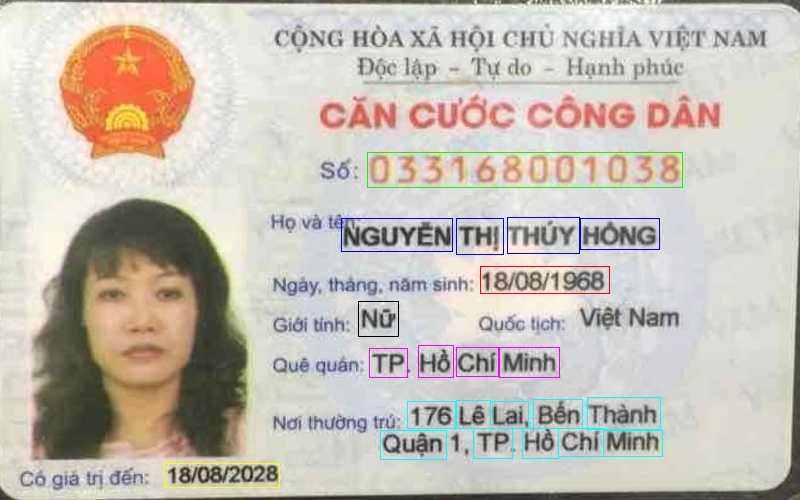 CỘNG HÒA XÃ HỘI CHỦ NGHĨA VIỆT NAM
Độc lập - Tự do - Hạnh phúc
CĂN CƯỚC CÔNG DÂN
Số: 033168001038
Họ và tên: NGUYỄN THỊ THÚY HỒNG
Ngày, tháng, năm sinh: 18/08/1968
Giới tính: Nữ Quốc tịch: Việt Nam
Quê quán: TP. Hồ Chí Minh
Nơi thường trú: 176 Lê Lai, Bến Thành
Quận 1, TP. Hồ Chí Minh
Có giá trị đến: 18/08/2028